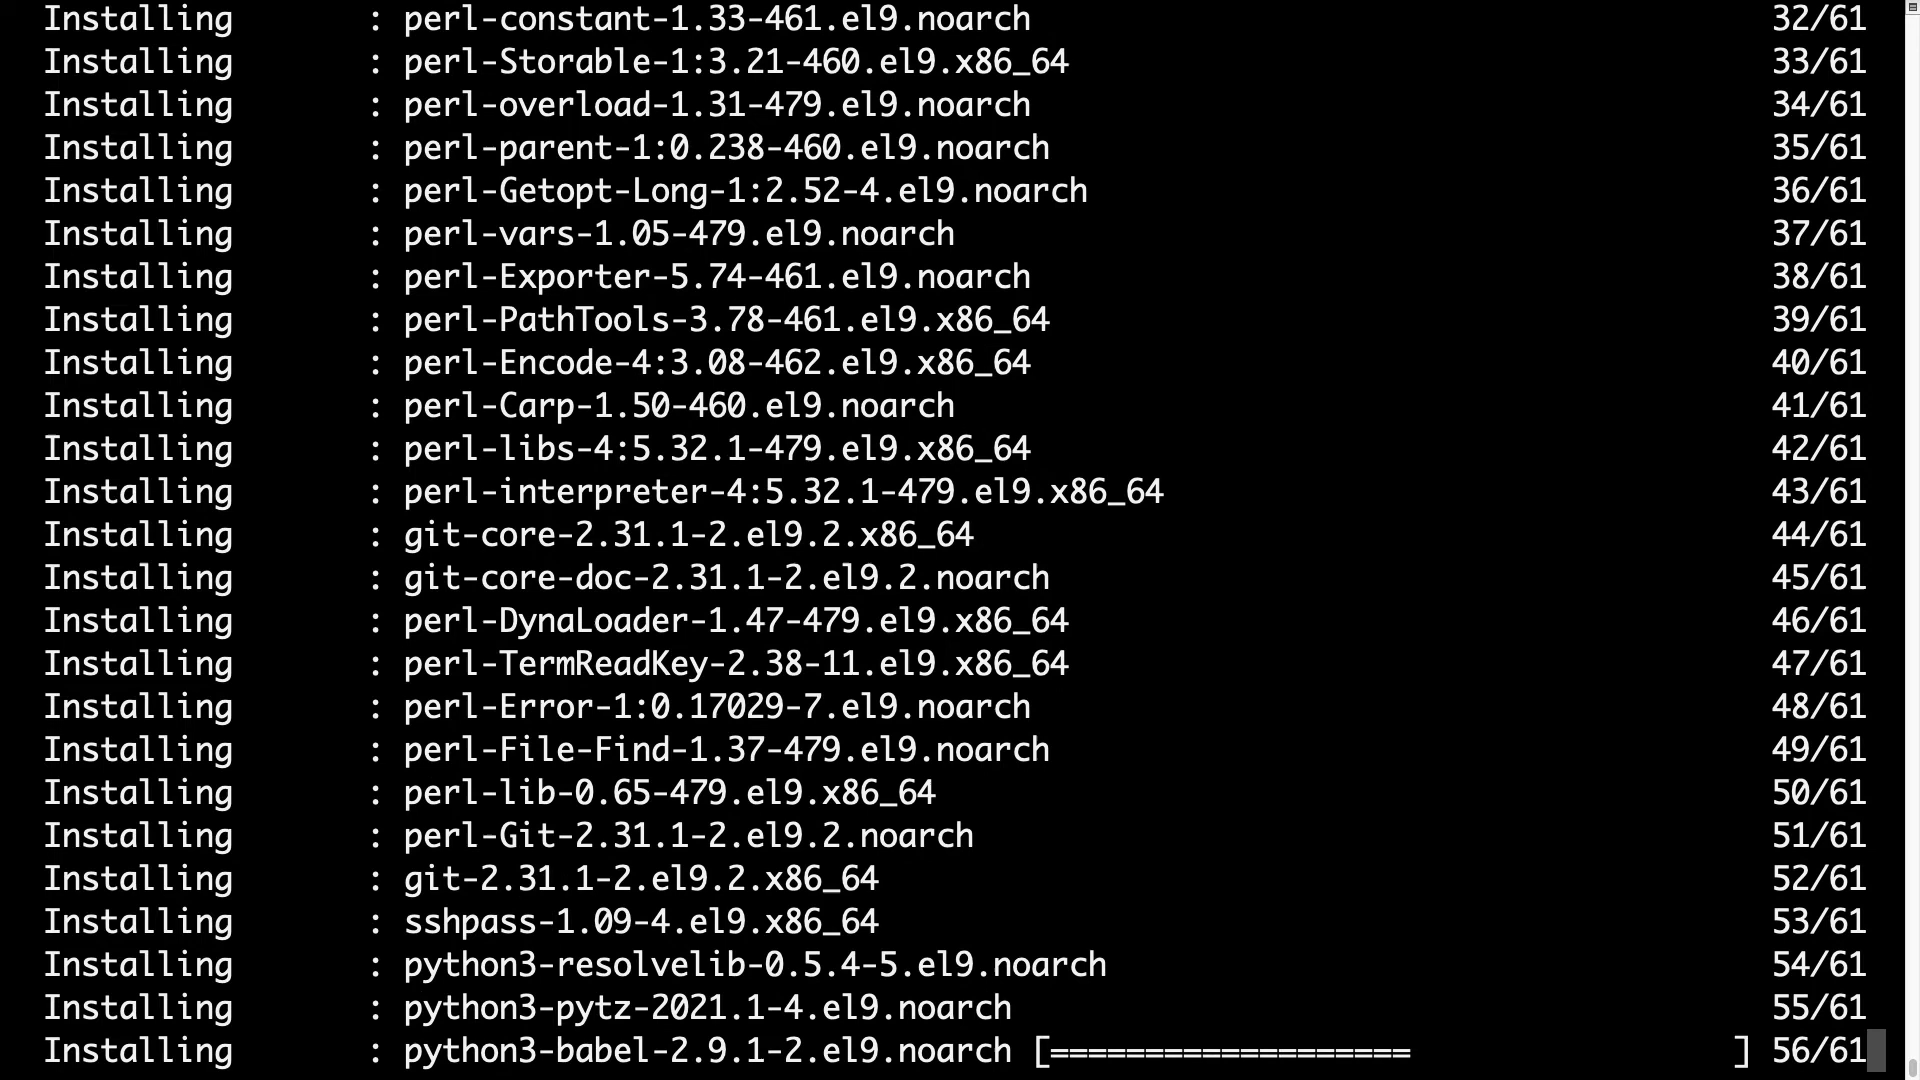 Installing : perl-constant-1.33-461.el9.noarch 32/61
Installing : perl-Storable-1:3.21-460.el9.x86_64 33/61
Installing : perl-overload-1.31-479.el9.noarch 34/61
Installing : perl-parent-1:0.238-460.el9.noarch 35/61
Installing : perl-Getopt-Long-1:2.52-4.el9.noarch 36/61
Installing : perl-vars-1.05-479.el9.noarch 37/61
Installing : perl-Exporter-5.74-461.el9.noarch 38/61
Installing : perl-PathTools-3.78-461.el9.x86_64 39/61
Installing : perl-Encode-4:3.08-462.el9.x86_64 40/61
Installing : perl-Carp-1.50-460.el9.noarch 41/61
Installing : perl-libs-4:5.32.1-479.el9.x86_64 42/61
Installing : perl-interpreter-4:5.32.1-479.el9.x86_64 43/61
Installing : git-core-2.31.1-2.el9.2.x86_64 44/61
Installing : git-core-doc-2.31.1-2.el9.2.noarch 45/61
Installing : perl-DynaLoader-1.47-479.el9.x86_64 46/61
Installing : perl-TermReadKey-2.38-11.el9.x86_64 47/61
Installing : perl-Error-1:0.17029-7.el9.noarch 48/61
Installing : perl-File-Find-1.37-479.el9.noarch 49/61
Installing : perl-lib-0.65-479.el9.x86_64 50/61
Installing : perl-Git-2.31.1-2.el9.2.noarch 51/61
Installing : git-2.31.1-2.el9.2.x86_64 52/61
Installing : sshpass-1.09-4.el9.x86_64 53/61
Installing : python3-resolvelib-0.5.4-5.el9.noarch 54/61
Installing : python3-pytz-2021.1-4.el9.noarch 55/61
Installing : python3-babel-2.9.1-2.el9.noarch [=================== ] 56/61